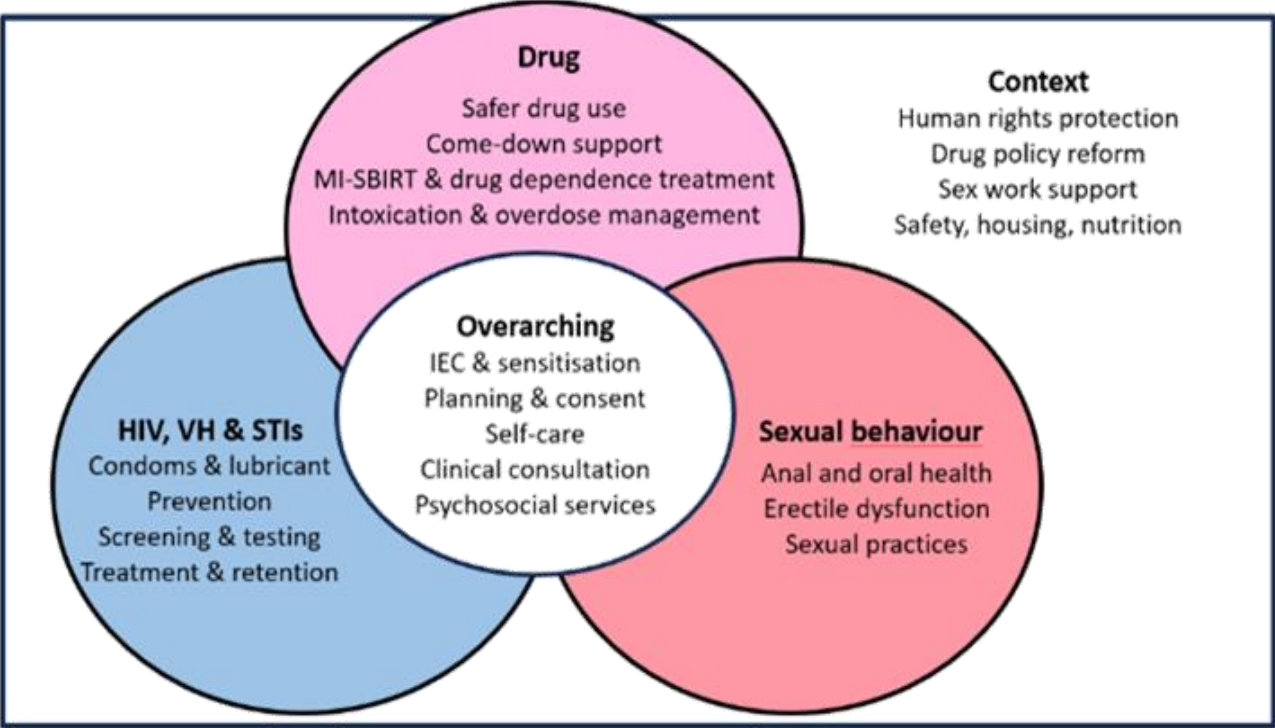 Drug
Safer drug use
Come-down support
MI-SBIRT & drug dependence treatment
Intoxication & overdose management
Context
Human rights protection
Drug policy reform
Sex work support
Safety, housing, nutrition
Overarching
IEC & sensitisation
Planning & consent
Self-care
Clinical consultation
Psychosocial services
HIV, VH & STIs
Condoms & lubricant
Prevention
Screening & testing
Treatment & retention
Sexual behaviour
Anal and oral health
Erectile dysfunction
Sexual practices